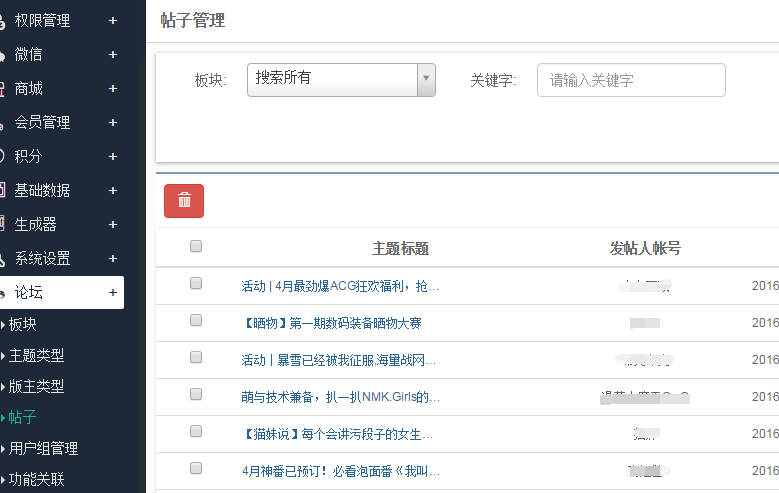 权限管理 +
微信 +
商城 +
会员管理 +
积分 +
基础数据 +
生成器 +
系统设置 +
论坛 +
板块
主题类型
版主类型
帖子
用户组管理
功能关联
帖子管理
板块: 搜索所有 关键字: 请输入关键字
主题标题 发帖人帐号
活动 | 4月最劲爆ACG狂欢福利，抢… 2016
【晒物】第一期数码装备晒物大赛 2016
活动丨暴雪已经被我征服,海量战网… 2016
萌与技术兼备，扒一扒NMK.Girls的… 2016
【猫妹说】每个会讲污段子的女生… 2016
4月神番已预订！必看泡面番《我叫… 2016